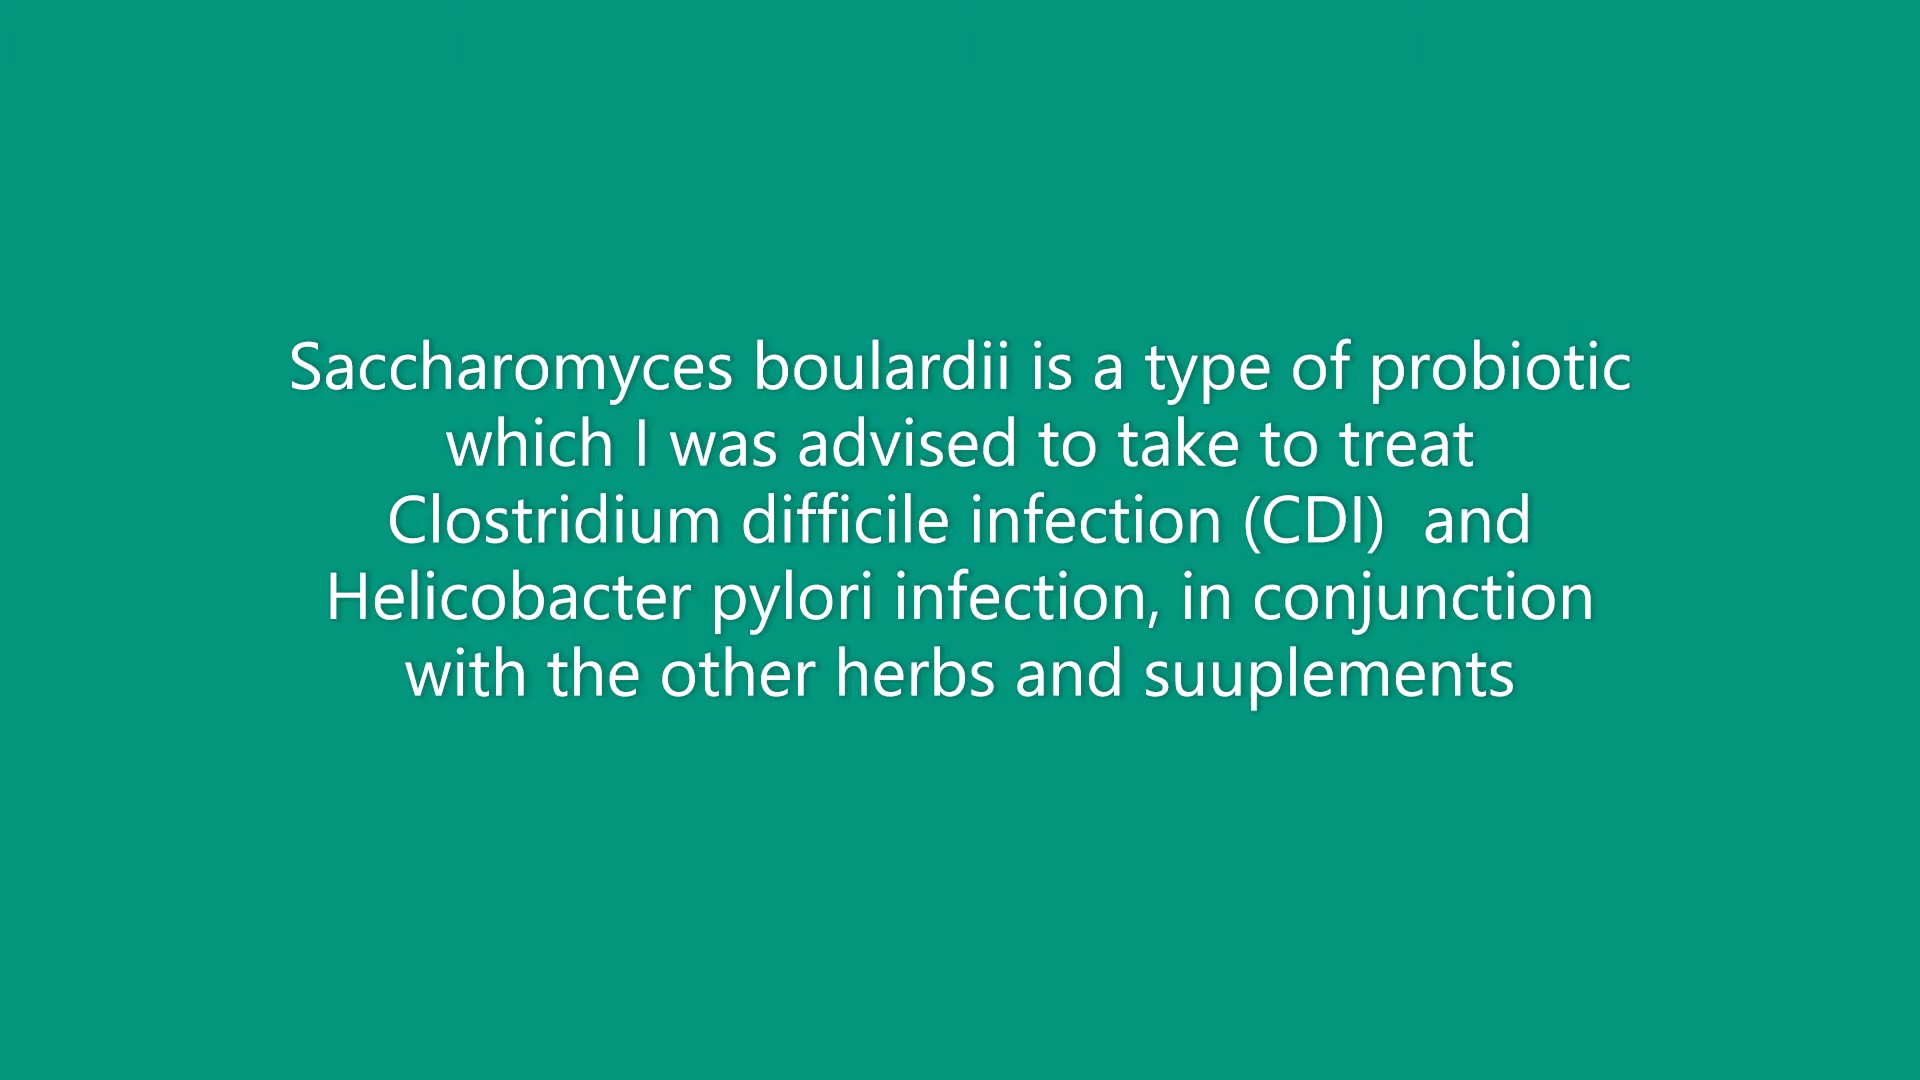 Saccharomyces boulardii is a type of probiotic
which I was advised to take to treat
Clostridium difficile infection (CDI)  and
Helicobacter pylori infection, in conjunction
with the other herbs and suuplements